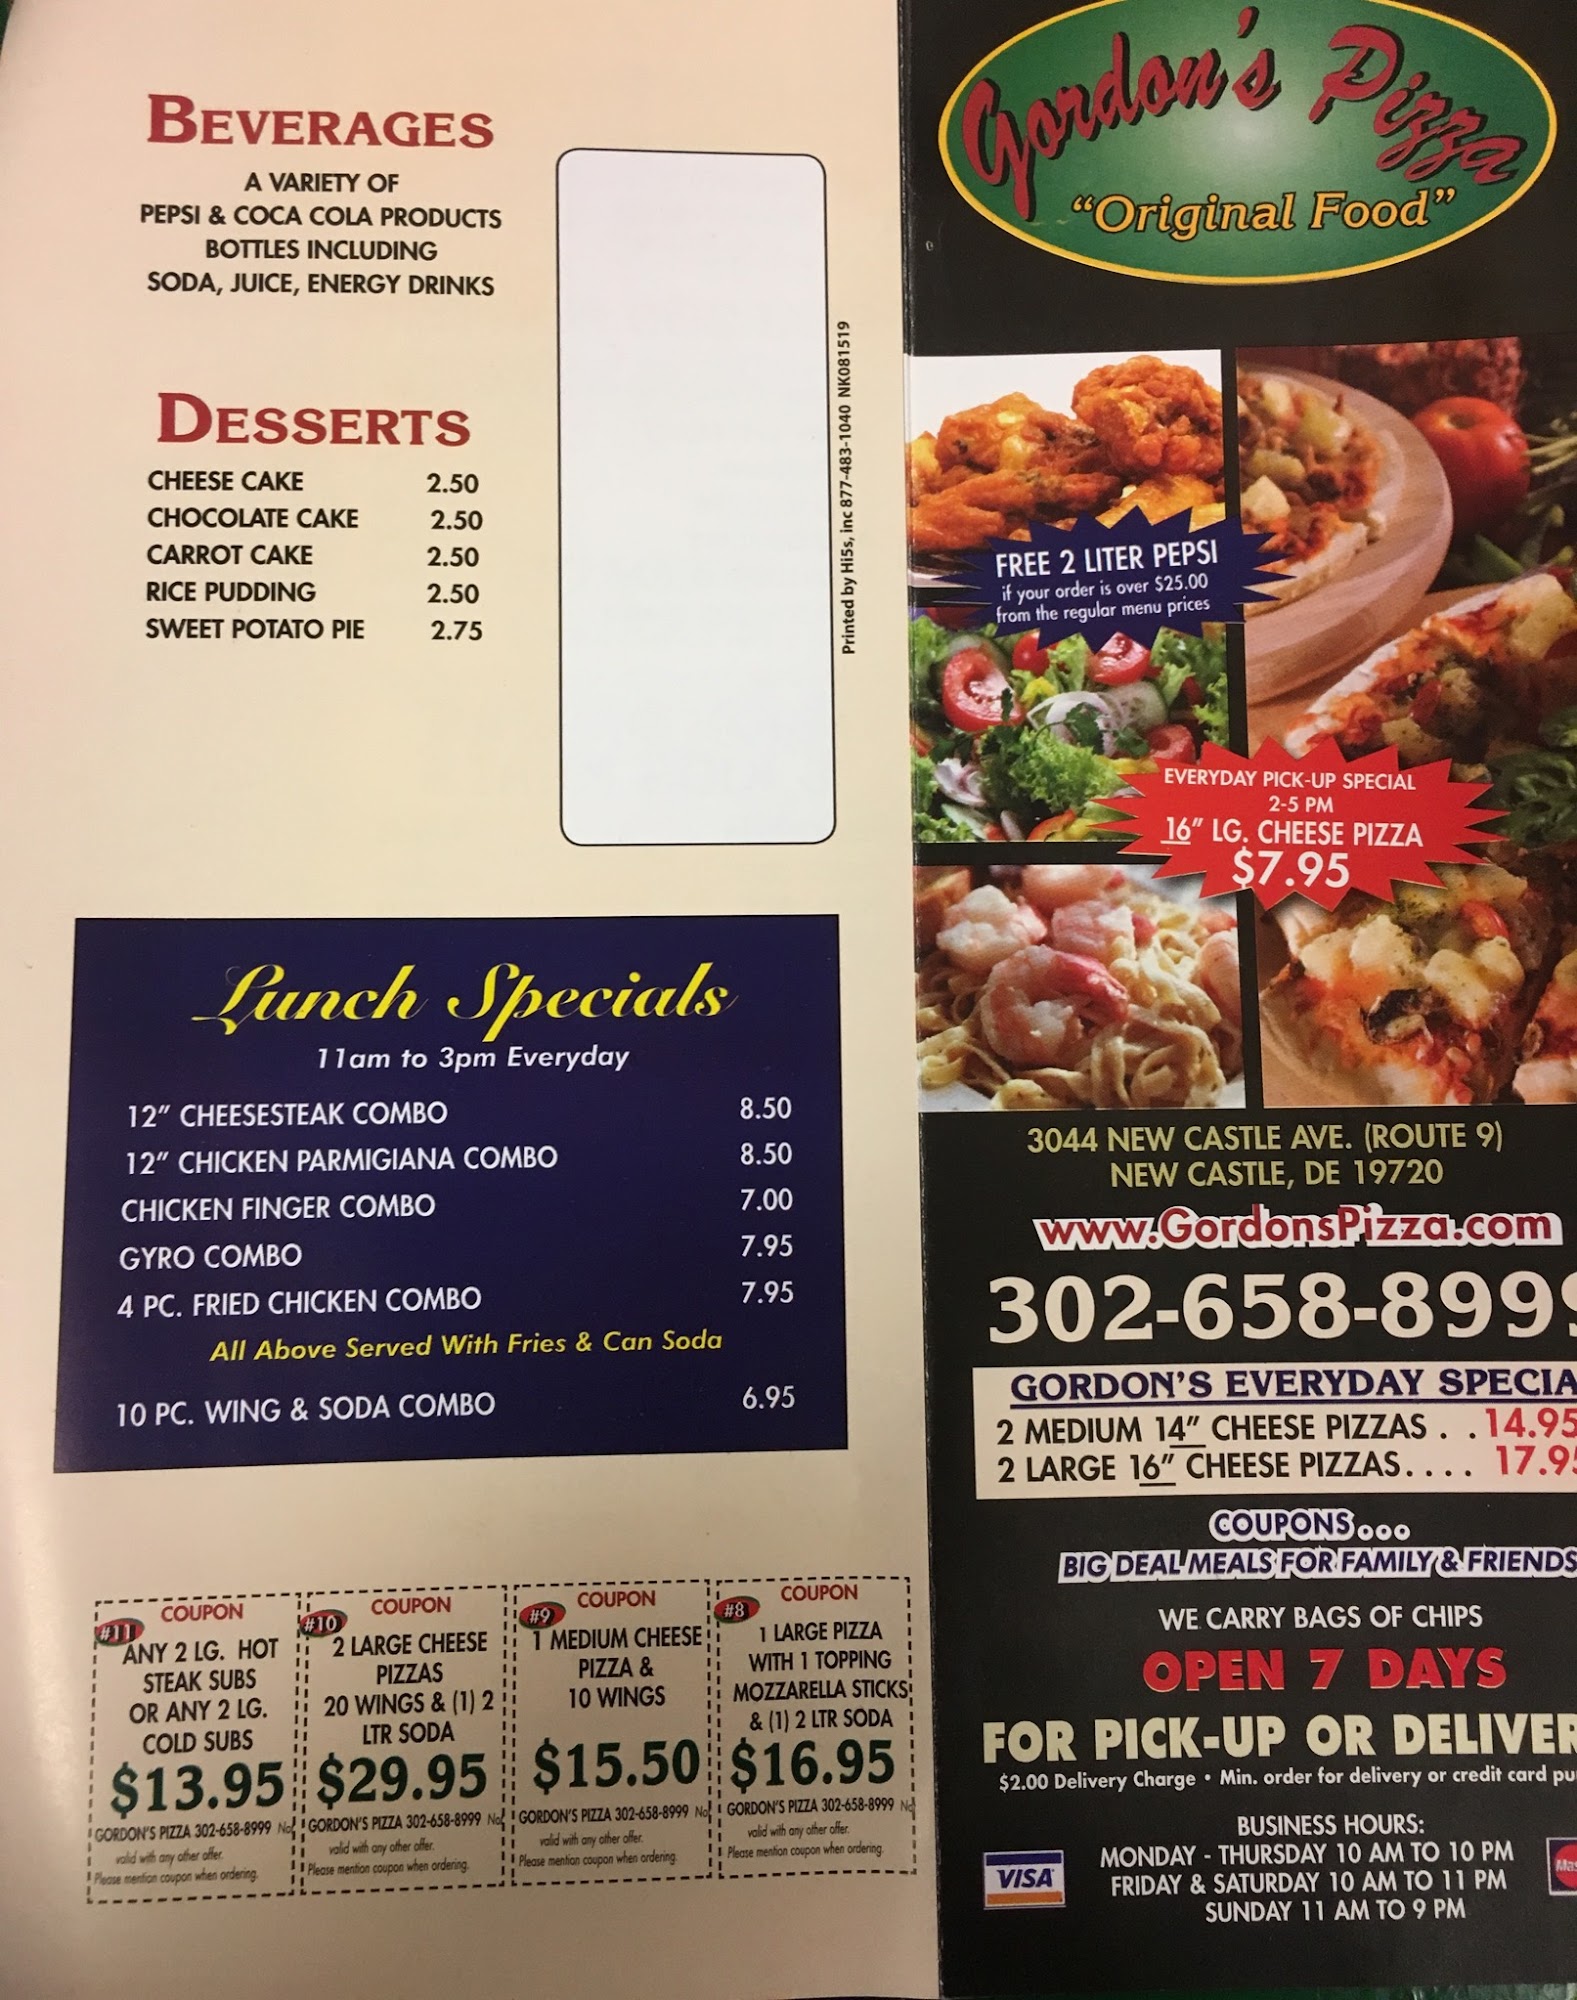 BEVERAGES
A VARIETY OF
PEPSI & COCA COLA PRODUCTS
BOTTLES INCLUDING
SODA, JUICE, ENERGY DRINKS
DESSERTS
CHEESE CAKE 2.50
CHOCOLATE CAKE 2.50
CARROT CAKE 2.50
RICE PUDDING 2.50
SWEET POTATO PIE 2.75
Printed by Hi5s, inc 877-483-1040 NK081519
Lunch Specials
11am to 3pm Everyday
12" CHEESESTEAK COMBO 8.50
12" CHICKEN PARMIGIANA COMBO 8.50
CHICKEN FINGER COMBO 7.00
GYRO COMBO 7.95
4 PC. FRIED CHICKEN COMBO 7.95
All Above Served With Fries & Can Soda
10 PC. WING & SODA COMBO 6.95
#11 COUPON
ANY 2 LG. HOT
STEAK SUBS
OR ANY 2 LG.
COLD SUBS
$13.95
GORDON'S PIZZA 302-658-8999 Not
valid with any other offer.
Please mention coupon when ordering.
#10 COUPON
2 LARGE CHEESE
PIZZAS
20 WINGS & (1) 2
LTR SODA
$29.95
GORDON'S PIZZA 302-658-8999 Not
valid with any other offer.
Please mention coupon when ordering.
#9 COUPON
1 MEDIUM CHEESE
PIZZA &
10 WINGS
$15.50
GORDON'S PIZZA 302-658-8999 Not
valid with any other offer.
Please mention coupon when ordering.
#8 COUPON
1 LARGE PIZZA
WITH 1 TOPPING
MOZZARELLA STICKS
& (1) 2 LTR SODA
$16.95
GORDON'S PIZZA 302-658-8999 Not
valid with any other offer.
Please mention coupon when ordering.
Gordon's Pizza
"Original Food"
FREE 2 LITER PEPSI
if your order is over $25.00
from the regular menu prices
EVERYDAY PICK-UP SPECIAL
2-5 PM
16" LG. CHEESE PIZZA
$7.95
3044 NEW CASTLE AVE. (ROUTE 9)
NEW CASTLE, DE 19720
www.GordonsPizza.com
302-658-8999
GORDON'S EVERYDAY SPECIA
2 MEDIUM 14" CHEESE PIZZAS . . 14.95
2 LARGE 16" CHEESE PIZZAS. . . . 17.95
COUPONS...
BIG DEAL MEALS FOR FAMILY & FRIENDS
WE CARRY BAGS OF CHIPS
OPEN 7 DAYS
FOR PICK-UP OR DELIVER
$2.00 Delivery Charge • Min. order for delivery or credit card pu
BUSINESS HOURS:
MONDAY - THURSDAY 10 AM TO 10 PM
FRIDAY & SATURDAY 10 AM TO 11 PM
SUNDAY 11 AM TO 9 PM
VISA
Mas